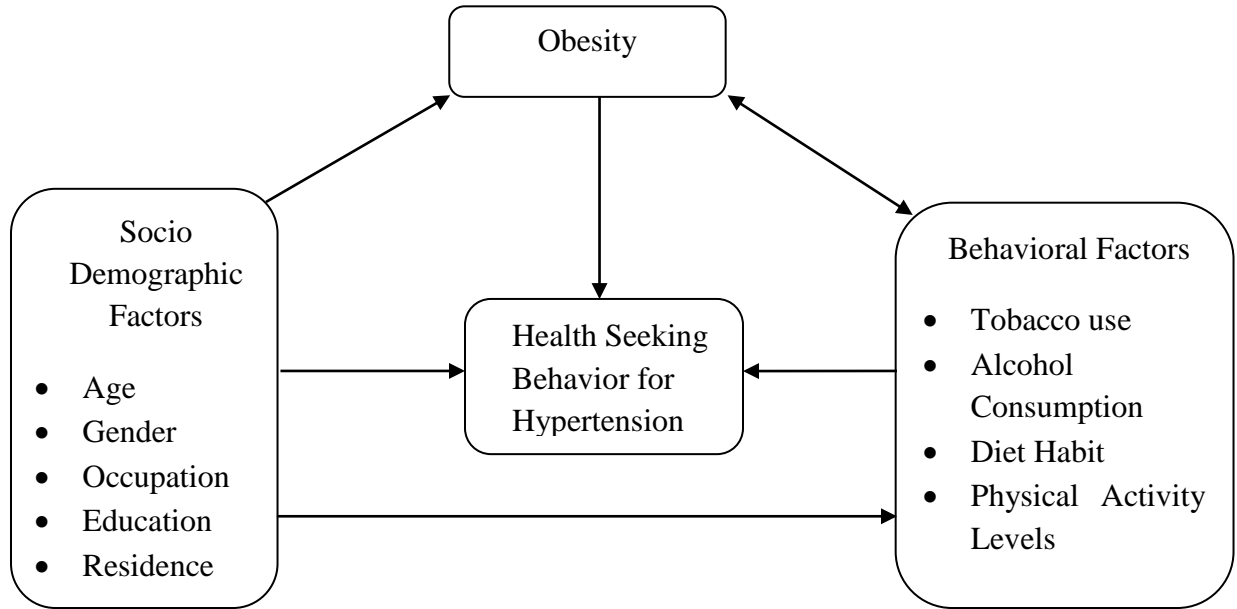 Obesity
Socio
Demographic
Factors
• Age
• Gender
• Occupation
• Education
• Residence
Health Seeking
Behavior for
Hypertension
Behavioral Factors
• Tobacco use
• Alcohol
Consumption
• Diet Habit
• Physical Activity
Levels